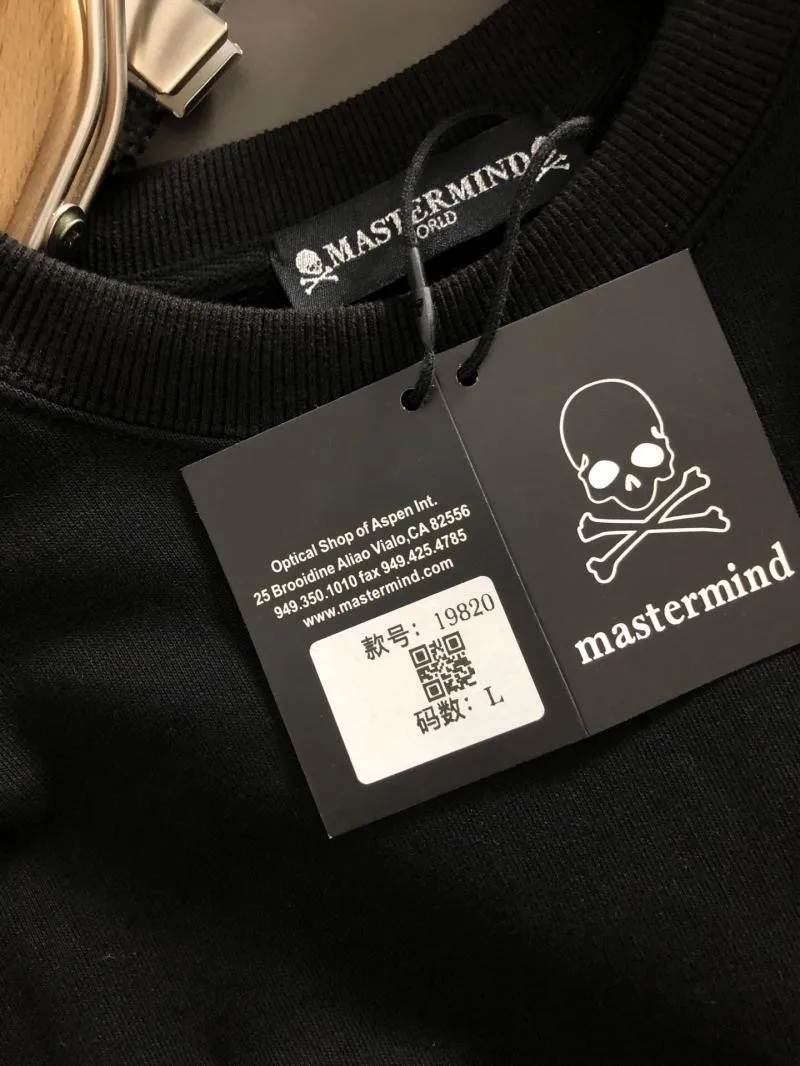 MASTERMIND
WORLD
Optical Shop of Aspen Int.
25 Brooidine Aliao Vialo,CA 82556
949.350.1010 fax 949.425.4785
www.mastermind.com
款号：19820
码数：L
mastermind